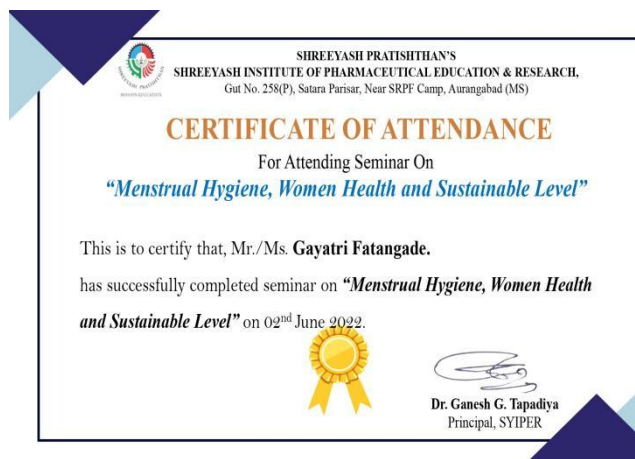 SHREEYASH PRATISHTHAN'S
SHREEYASH INSTITUTE OF PHARMACEUTICAL EDUCATION & RESEARCH,
Gut No. 258(P), Satara Parisar, Near SRPF Camp, Aurangabad (MS)
SHREEYASH PRATISHTHAN
CERTIFICATE OF ATTENDANCE
For Attending Seminar On
“Menstrual Hygiene, Women Health and Sustainable Level”
This is to certify that, Mr./Ms. Gayatri Fatangade.
has successfully completed seminar on “Menstrual Hygiene, Women Health
and Sustainable Level” on 02nd June 2022.
Dr. Ganesh G. Tapadiya
Principal, SYIPER